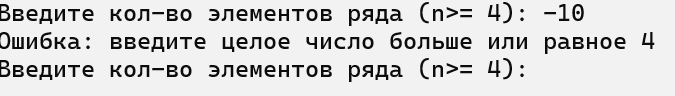 Введите кол-во элементов ряда (n>= 4): -10
Ошибка: введите целое число больше или равное 4
Введите кол-во элементов ряда (n>= 4):